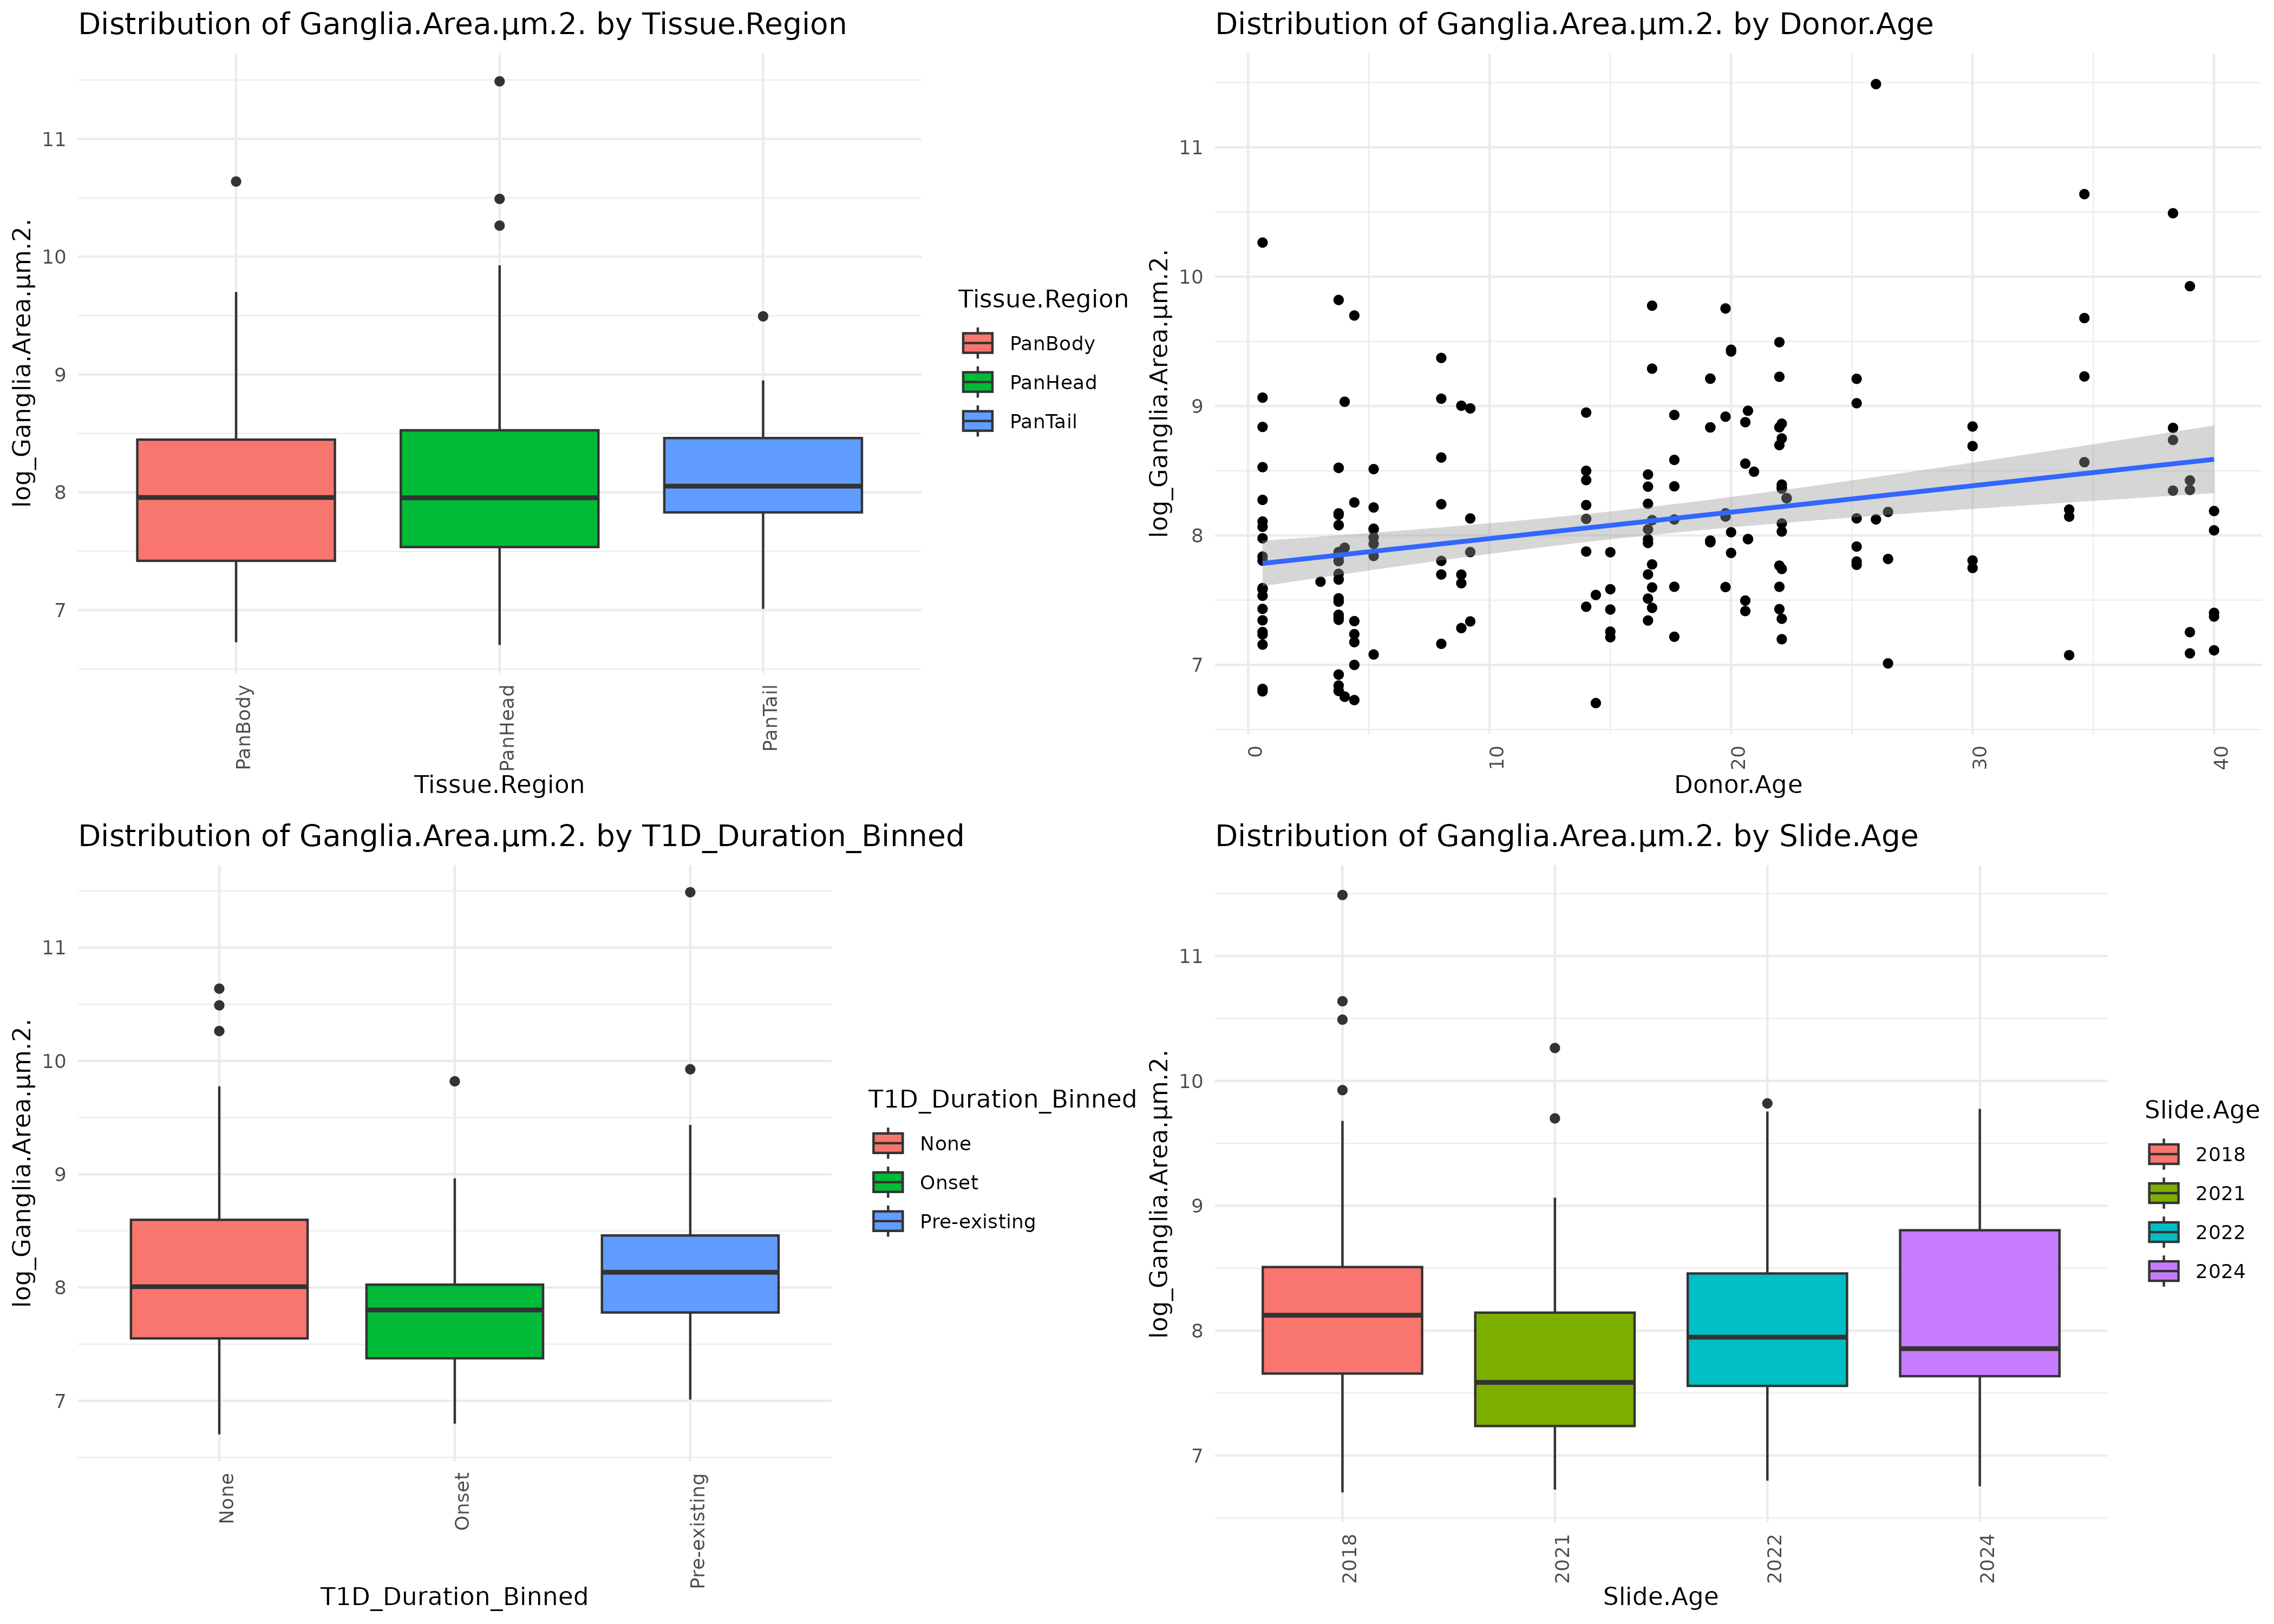 Distribution of Ganglia.Area.µm.2. by Tissue.Region
log_Ganglia.Area.µm.2.
11
10
9
8
7
PanBody
PanHead
PanTail
Tissue.Region
Tissue.Region
PanBody
PanHead
PanTail
Distribution of Ganglia.Area.µm.2. by Donor.Age
log_Ganglia.Area.µm.2.
11
10
9
8
7
0
10
20
30
40
Donor.Age
Distribution of Ganglia.Area.µm.2. by T1D_Duration_Binned
log_Ganglia.Area.µm.2.
11
10
9
8
7
None
Onset
Pre-existing
T1D_Duration_Binned
T1D_Duration_Binned
None
Onset
Pre-existing
Distribution of Ganglia.Area.µm.2. by Slide.Age
log_Ganglia.Area.µm.2.
11
10
9
8
7
2018
2021
2022
2024
Slide.Age
Slide.Age
2018
2021
2022
2024